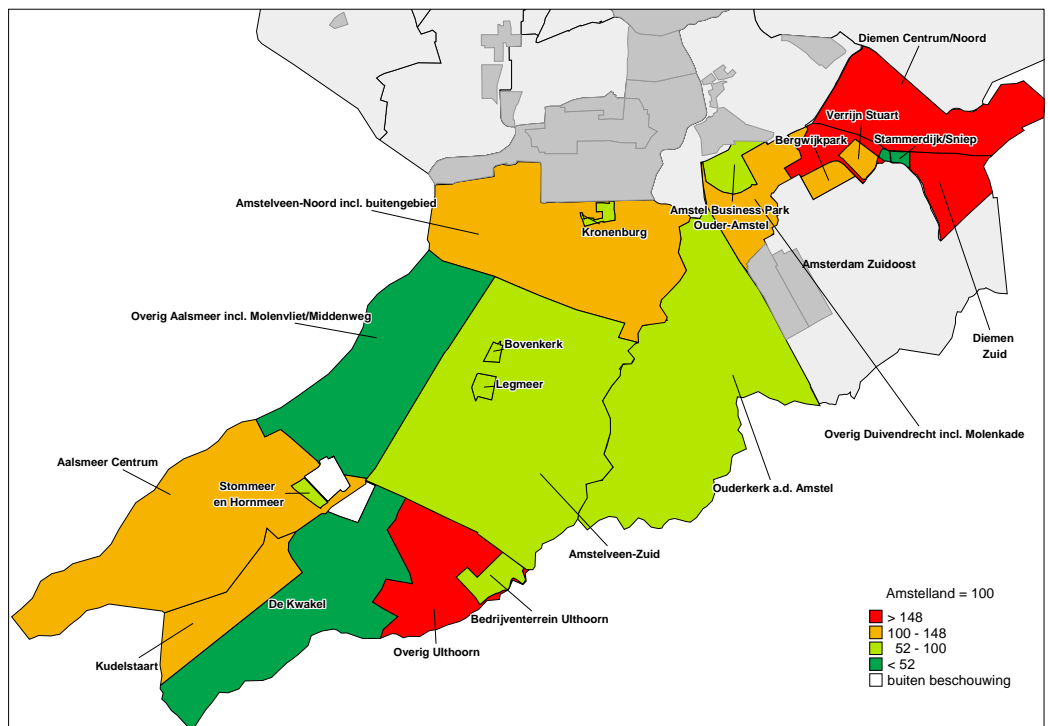 Diemen Centrum/Noord
Verrijn Stuart
Bergwijkpark
Stammerdijk/Sniep
Amstelveen-Noord incl. buitengebied
Amstel Business Park
Ouder-Amstel
Kronenburg
Amsterdam Zuidoost
Overig Aalsmeer incl. Molenvliet/Middenweg
Diemen
Zuid
Bovenkerk
Legmeer
Overig Duivendrecht incl. Molenkade
Aalsmeer Centrum
Stommeer
en Hornmeer
Ouderkerk a.d. Amstel
Amstelveen-Zuid
De Kwakel
Bedrijventerrein UIthoorn
Overig UIthoorn
Kudelstaart
Amstelland = 100
> 148
100 - 148
52 - 100
< 52
buiten beschouwing